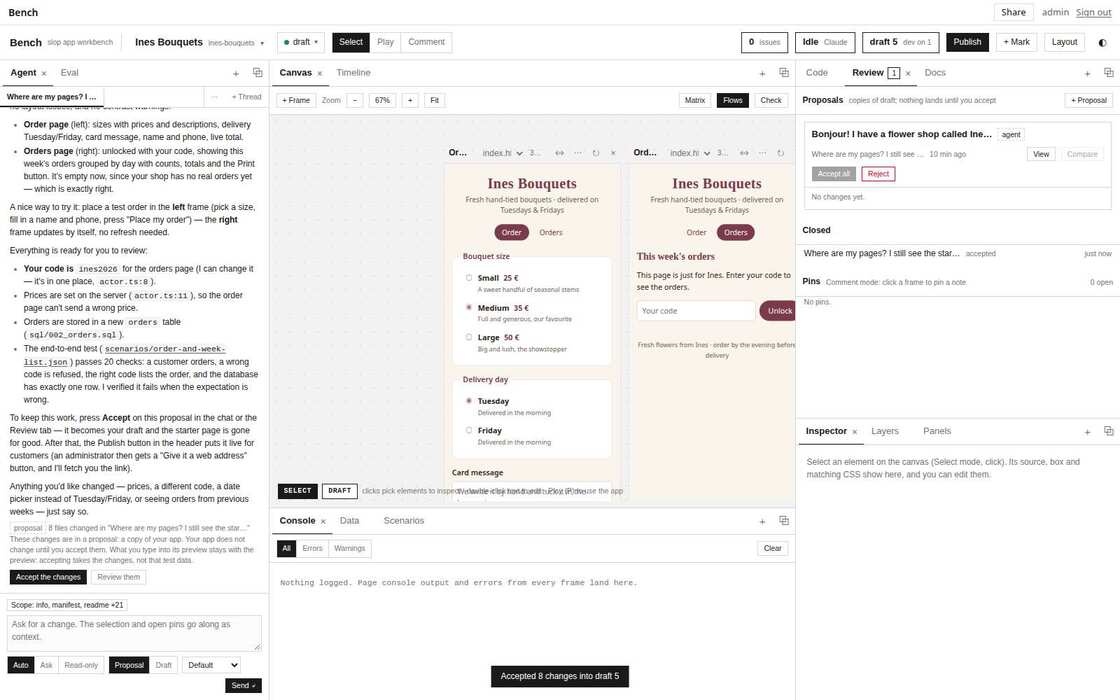 Bench
Share admin Sign out
Bench slop app workbench Ines Bouquets ines-bouquets draft Select Play Comment 0 issues Idle Claude draft 5 dev on 1 Publish + Mark Layout
Agent × Eval
Where are my pages? I … ... + Thread
Order page (left): sizes with prices and descriptions, delivery
Tuesday/Friday, card message, name and phone, live total.
Orders page (right): unlocked with your code, showing this
week's orders grouped by day with counts, totals and the Print
button. It's empty now, since your shop has no real orders yet
— which is exactly right.
A nice way to try it: place a test order in the left frame (pick a size,
fill in a name and phone, press "Place my order") — the right
frame updates by itself, no refresh needed.
Everything is ready for you to review:
Your code is ines2026 for the orders page (I can change it
— it's in one place, actor.ts:8).
Prices are set on the server (actor.ts:11), so the order
page can't send a wrong price.
Orders are stored in a new orders table
(sql/002_orders.sql).
The end-to-end test (scenarios/order-and-week-
list.json) passes 20 checks: a customer orders, a wrong
code is refused, the right code lists the order, and the
database has exactly one row. I verified it fails when the expectation is
wrong.
To keep this work, press Accept on this proposal in the chat or the
Review tab — it becomes your draft and the starter page is gone
for good. After that, the Publish button in the header puts it live for
customers (an administrator then gets a "Give it a web address"
button, and I'll fetch you the link).
Anything you'd like changed — prices, a different code, a date
picker instead of Tuesday/Friday, or seeing orders from previous
weeks — just say so.
proposal 8 files changed in "Where are my pages? I still see the star…"
These changes are in a proposal: a copy of your app. Your app does
not change until you accept them. What you type into its preview stays with the
preview: accepting takes the changes, not that test data.
Accept the changes Review them
Scope: info, manifest, readme +21
Ask for a change. The selection and open pins go along as
context.
Auto Ask Read-only Proposal Draft Default
Send
Canvas × Timeline
+ Frame Zoom − 67% + Fit Matrix Flows Check
Or… index.ht 3… ×
Ines Bouquets
Fresh hand-tied bouquets · delivered on
Tuesdays & Fridays
Order Orders
Bouquet size
Small 25 €
A sweet handful of seasonal stems
Medium 35 €
Full and generous, our favourite
Large 50 €
Big and lush, the showstopper
Delivery day
Tuesday
Delivered in the morning
Friday
Delivered in the morning
Card message
Ord… index.ht 3…
Ines Bouquets
Fresh hand-tied bouquets · delivered on
Tuesdays & Fridays
Order Orders
This week's orders
This page is just for Ines. Enter your code to
see the orders.
Your code Unlock
Fresh flowers from Ines · order by the evening before
delivery
SELECT DRAFT clicks pick elements to inspect
Console Data Scenarios
All Errors Warnings Clear
Nothing logged. Page console output and errors from every frame land here.
Accepted 8 changes into draft 5
Code Review 1 × Docs
Proposals copies of draft; nothing lands until you accept + Proposal
Bonjour! I have a flower shop called Ine… agent
Where are my pages? I still see … 10 min ago View Compare
Accept all Reject
No changes yet.
Closed
Where are my pages? I still see the star… accepted just now
Pins Comment mode: click a frame to pin a note 0 open
No pins.
Inspector × Layers Panels
Select an element on the canvas (Select mode, click). Its source, box and
matching CSS show here, and you can edit them.